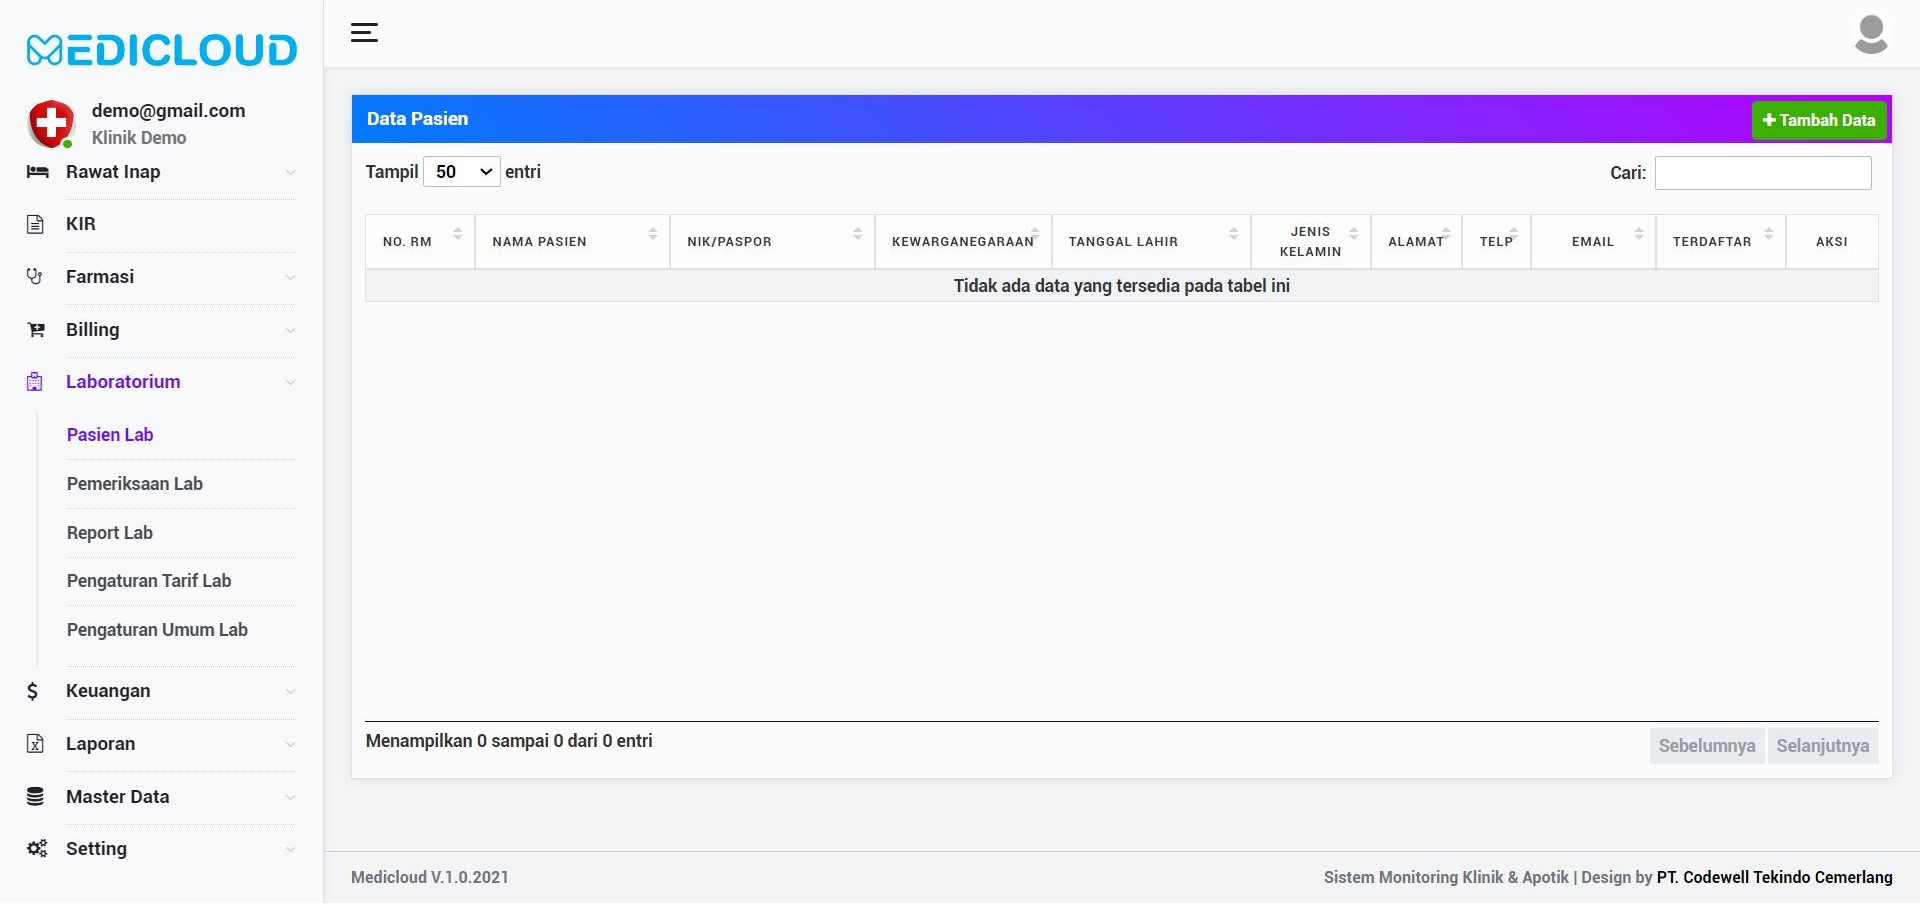 MEDICLOUD
demo@gmail.com
Klinik Demo
Rawat Inap
KIR
Farmasi
Billing
Laboratorium
Pasien Lab
Pemeriksaan Lab
Report Lab
Pengaturan Tarif Lab
Pengaturan Umum Lab
Keuangan
Laporan
Master Data
Setting
Data Pasien
Tambah Data
Tampil 50 entri
Cari:
NO. RM NAMA PASIEN NIK/PASPOR KEWARGANEGARAAN TANGGAL LAHIR JENIS KELAMIN ALAMAT TELP EMAIL TERDAFTAR AKSI
Tidak ada data yang tersedia pada tabel ini
Menampilkan 0 sampai 0 dari 0 entri
Sebelumnya Selanjutnya
Medicloud V.1.0.2021
Sistem Monitoring Klinik & Apotik | Design by PT. Codewell Tekindo Cemerlang